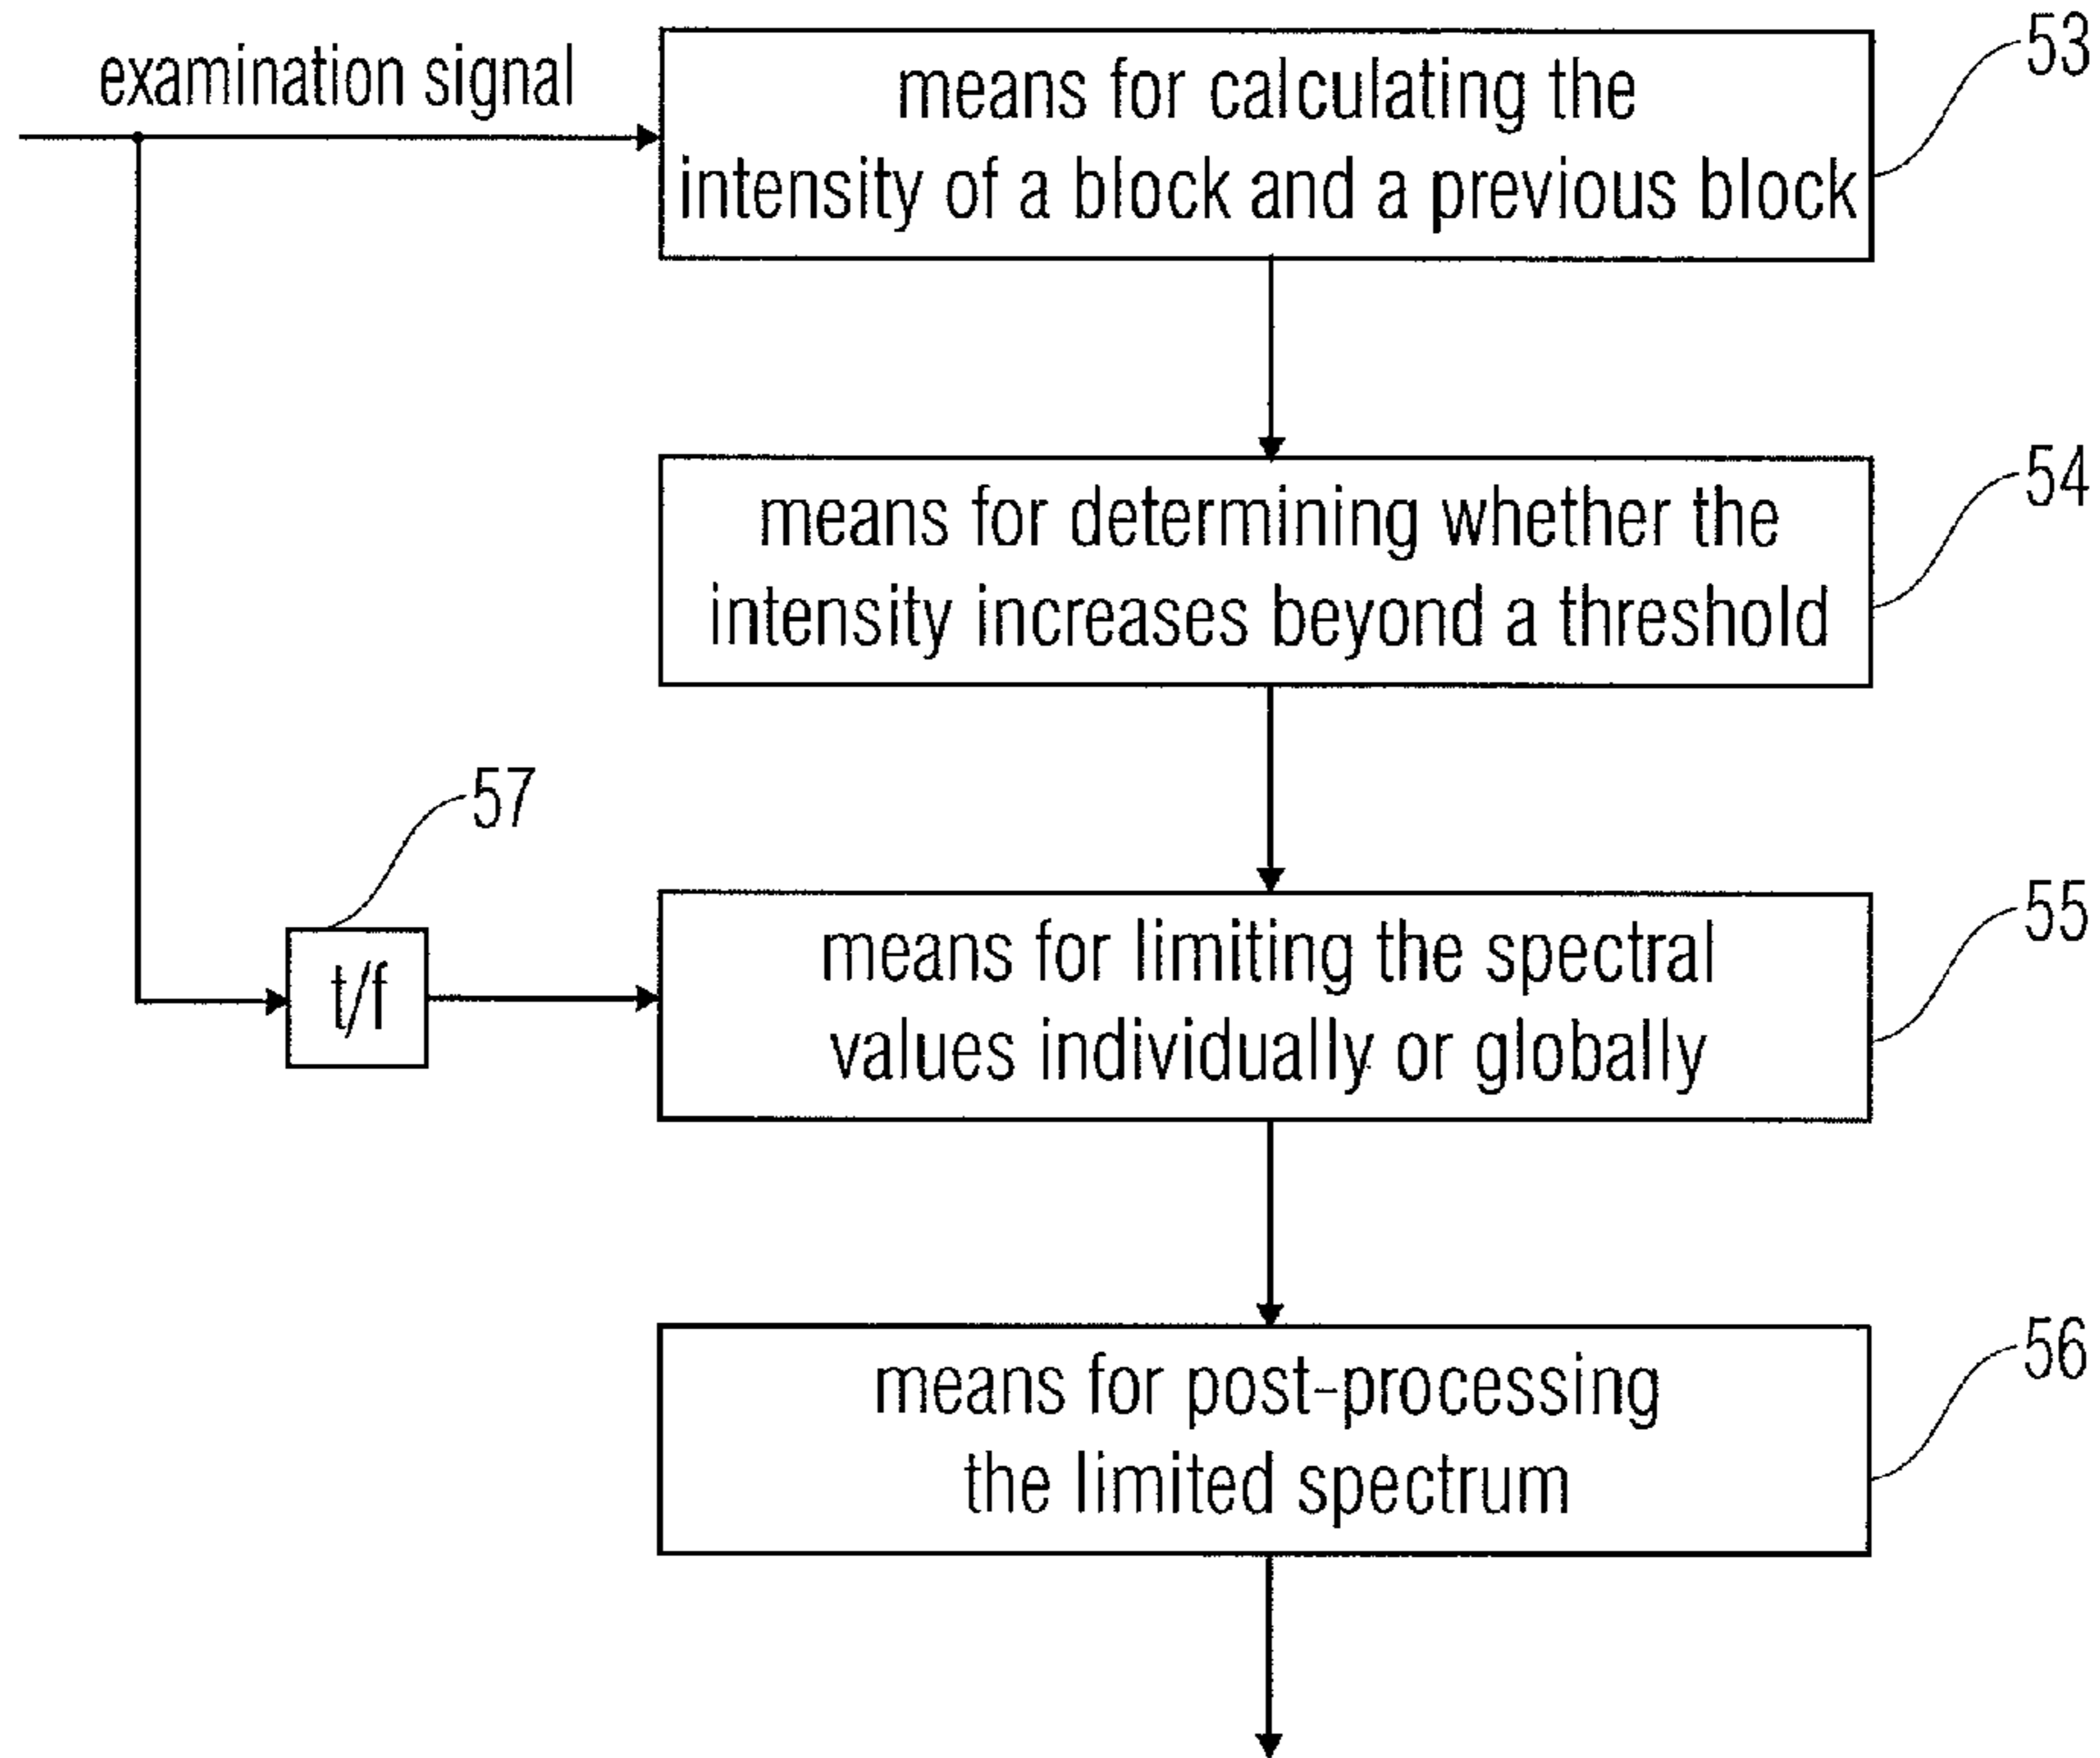 examination signal
53
means for calculating the
intensity of a block and a previous block
54
means for determining whether the
intensity increases beyond a threshold
57
t/f
55
means for limiting the spectral
values individually or globally
56
means for post-processing
the limited spectrum